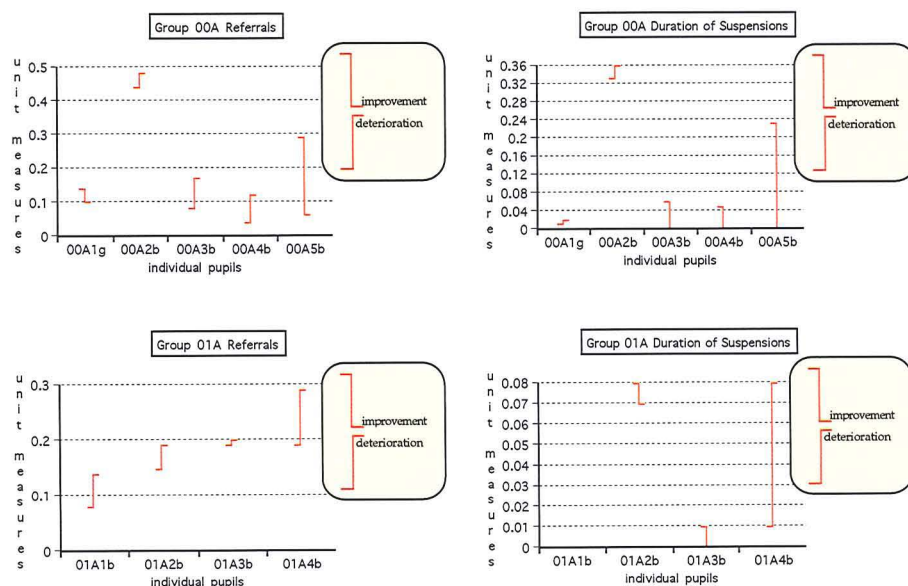 Group 00A Referrals
unit measures
0.5
0.4
0.3
0.2
0.1
0
00A1g 00A2b 00A3b 00A4b 00A5b
individual pupils
improvement
deterioration
Group 00A Duration of Suspensions
unit measures
0.36
0.32
0.28
0.24
0.20
0.16
0.12
0.08
0.04
0
00A1g 00A2b 00A3b 00A4b 00A5b
individual pupils
improvement
deterioration
Group 01A Referrals
unit measures
0.3
0.2
0.1
0
01A1b 01A2b 01A3b 01A4b
individual pupils
improvement
deterioration
Group 01A Duration of Suspensions
unit measures
0.08
0.07
0.06
0.05
0.04
0.03
0.02
0.01
0
01A1b 01A2b 01A3b 01A4b
individual pupils
improvement
deterioration